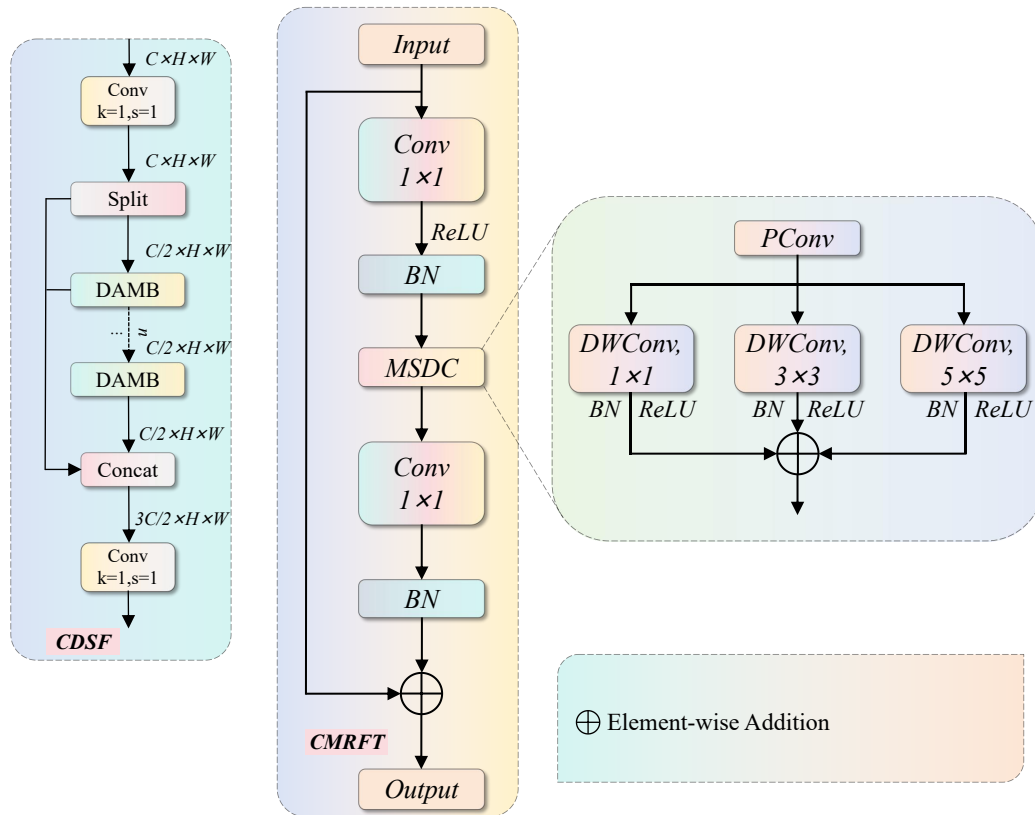 C×H×W
Conv
k=1,s=1
C×H×W
Split
C/2×H×W
DAMB
... n
C/2×H×W
DAMB
C/2×H×W
Concat
3C/2×H×W
Conv
k=1,s=1
CDSF
Input
Conv
1×1
ReLU
BN
MSDC
Conv
1×1
BN
CMRFT
Output
PConv
DWConv,
1×1
DWConv,
3×3
DWConv,
5×5
BN ReLU
BN ReLU
BN ReLU
Element-wise Addition